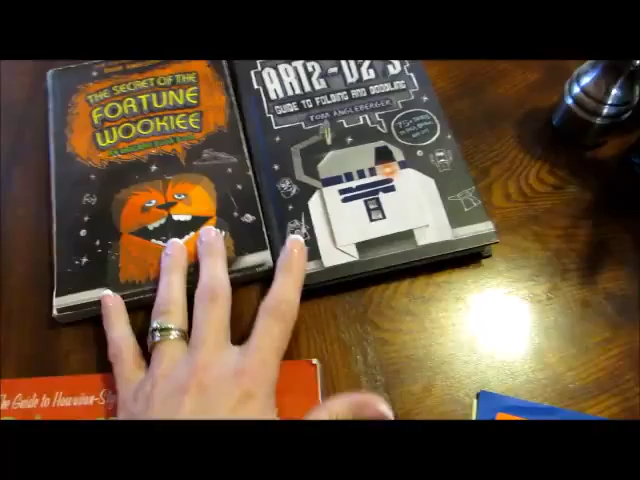 THE SECRET OF THE
FORTUNE
WOOKIEE
ART2-D2'S
GUIDE TO FOLDING AND DOODLING
TOM ANGLEBERGER
The Guide to Hawaiian-Sty